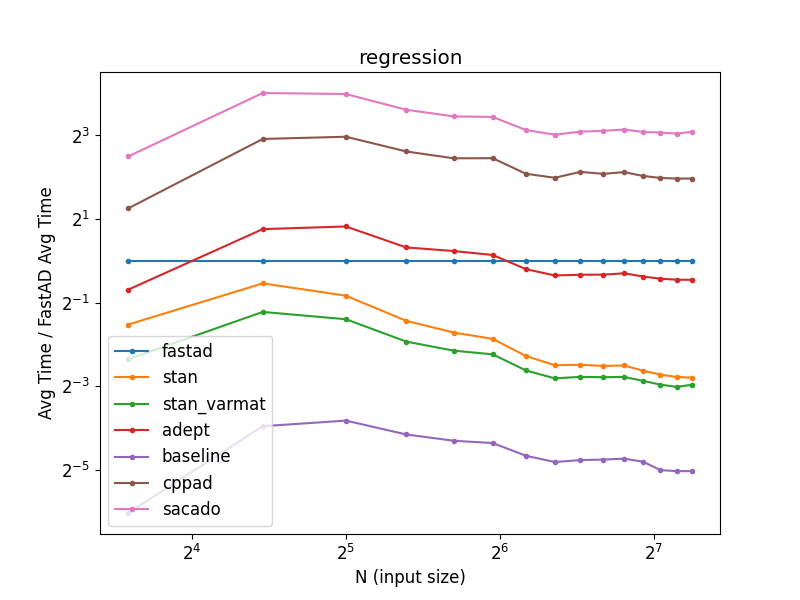 regression
Avg Time / FastAD Avg Time
2^3
2^1
2^-1
2^-3
2^-5
fastad
stan
stan_varmat
adept
baseline
cppad
sacado
2^4 2^5 2^6 2^7
N (input size)